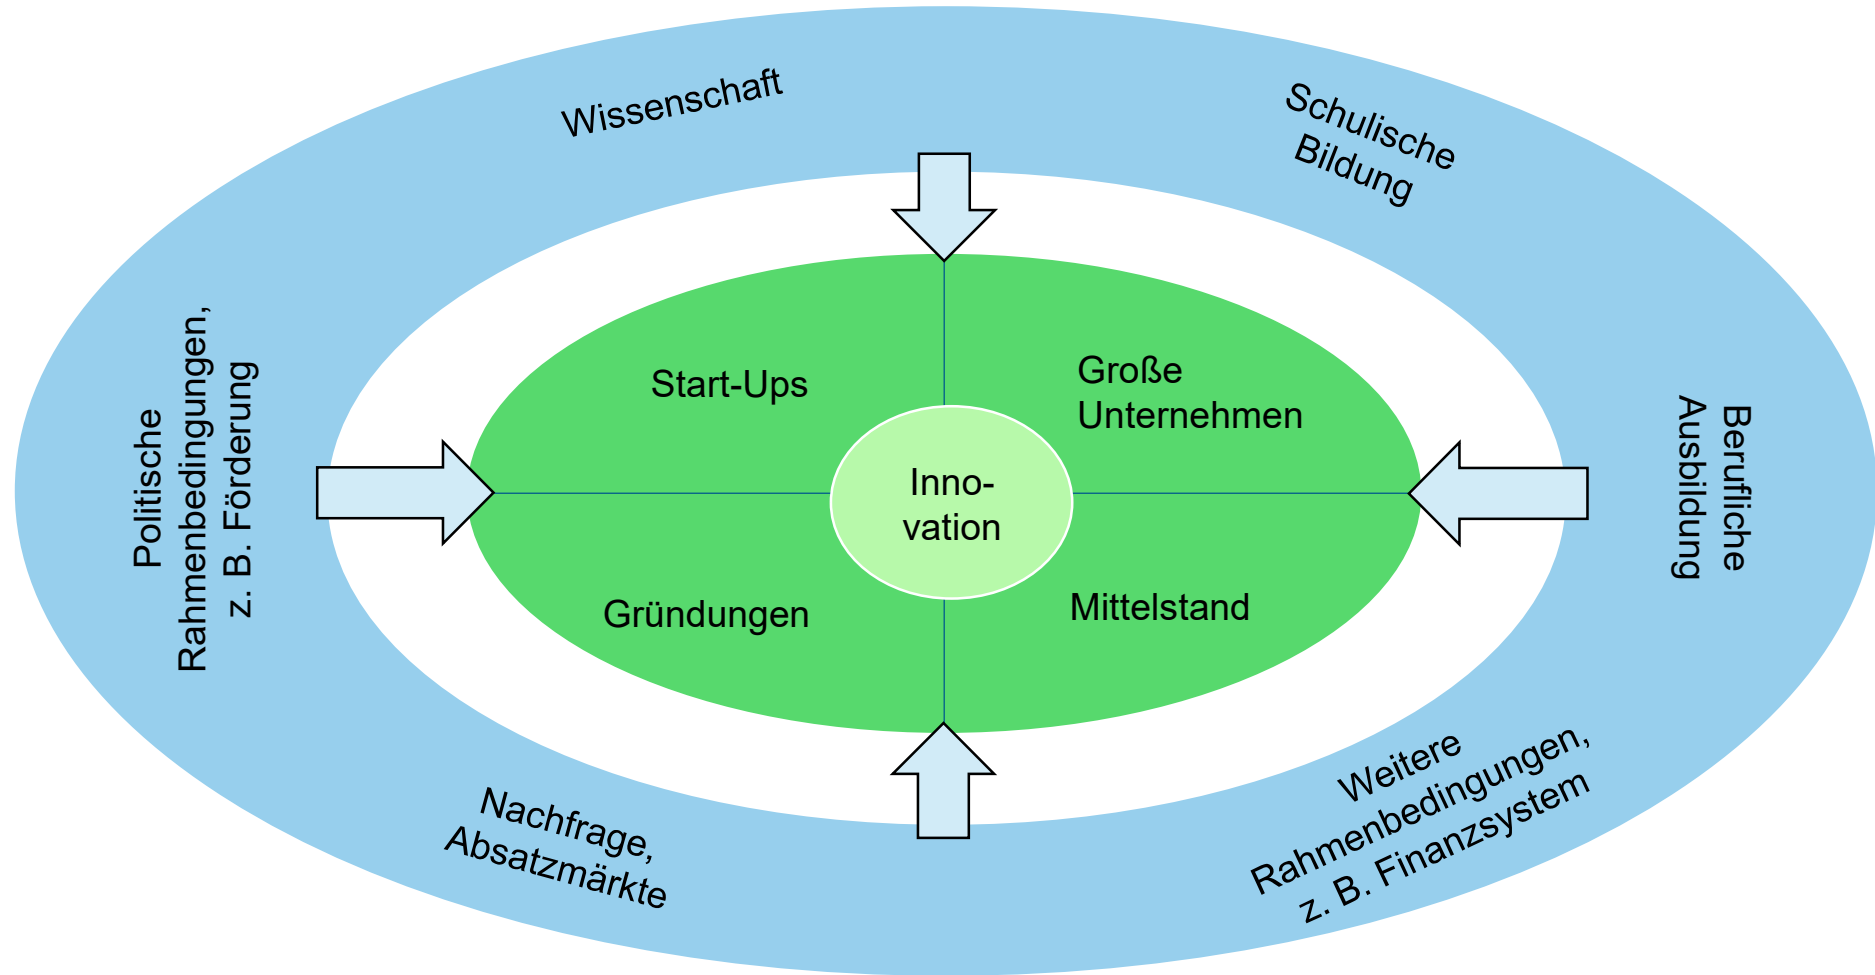 Wissenschaft
Schulische
Bildung
Politische
Rahmenbedingungen,
z. B. Förderung
Start-Ups
Große
Unternehmen
Inno-
vation
Gründungen
Mittelstand
Berufliche
Ausbildung
Nachfrage,
Absatzmärkte
Weitere
Rahmenbedingungen,
z. B. Finanzsystem